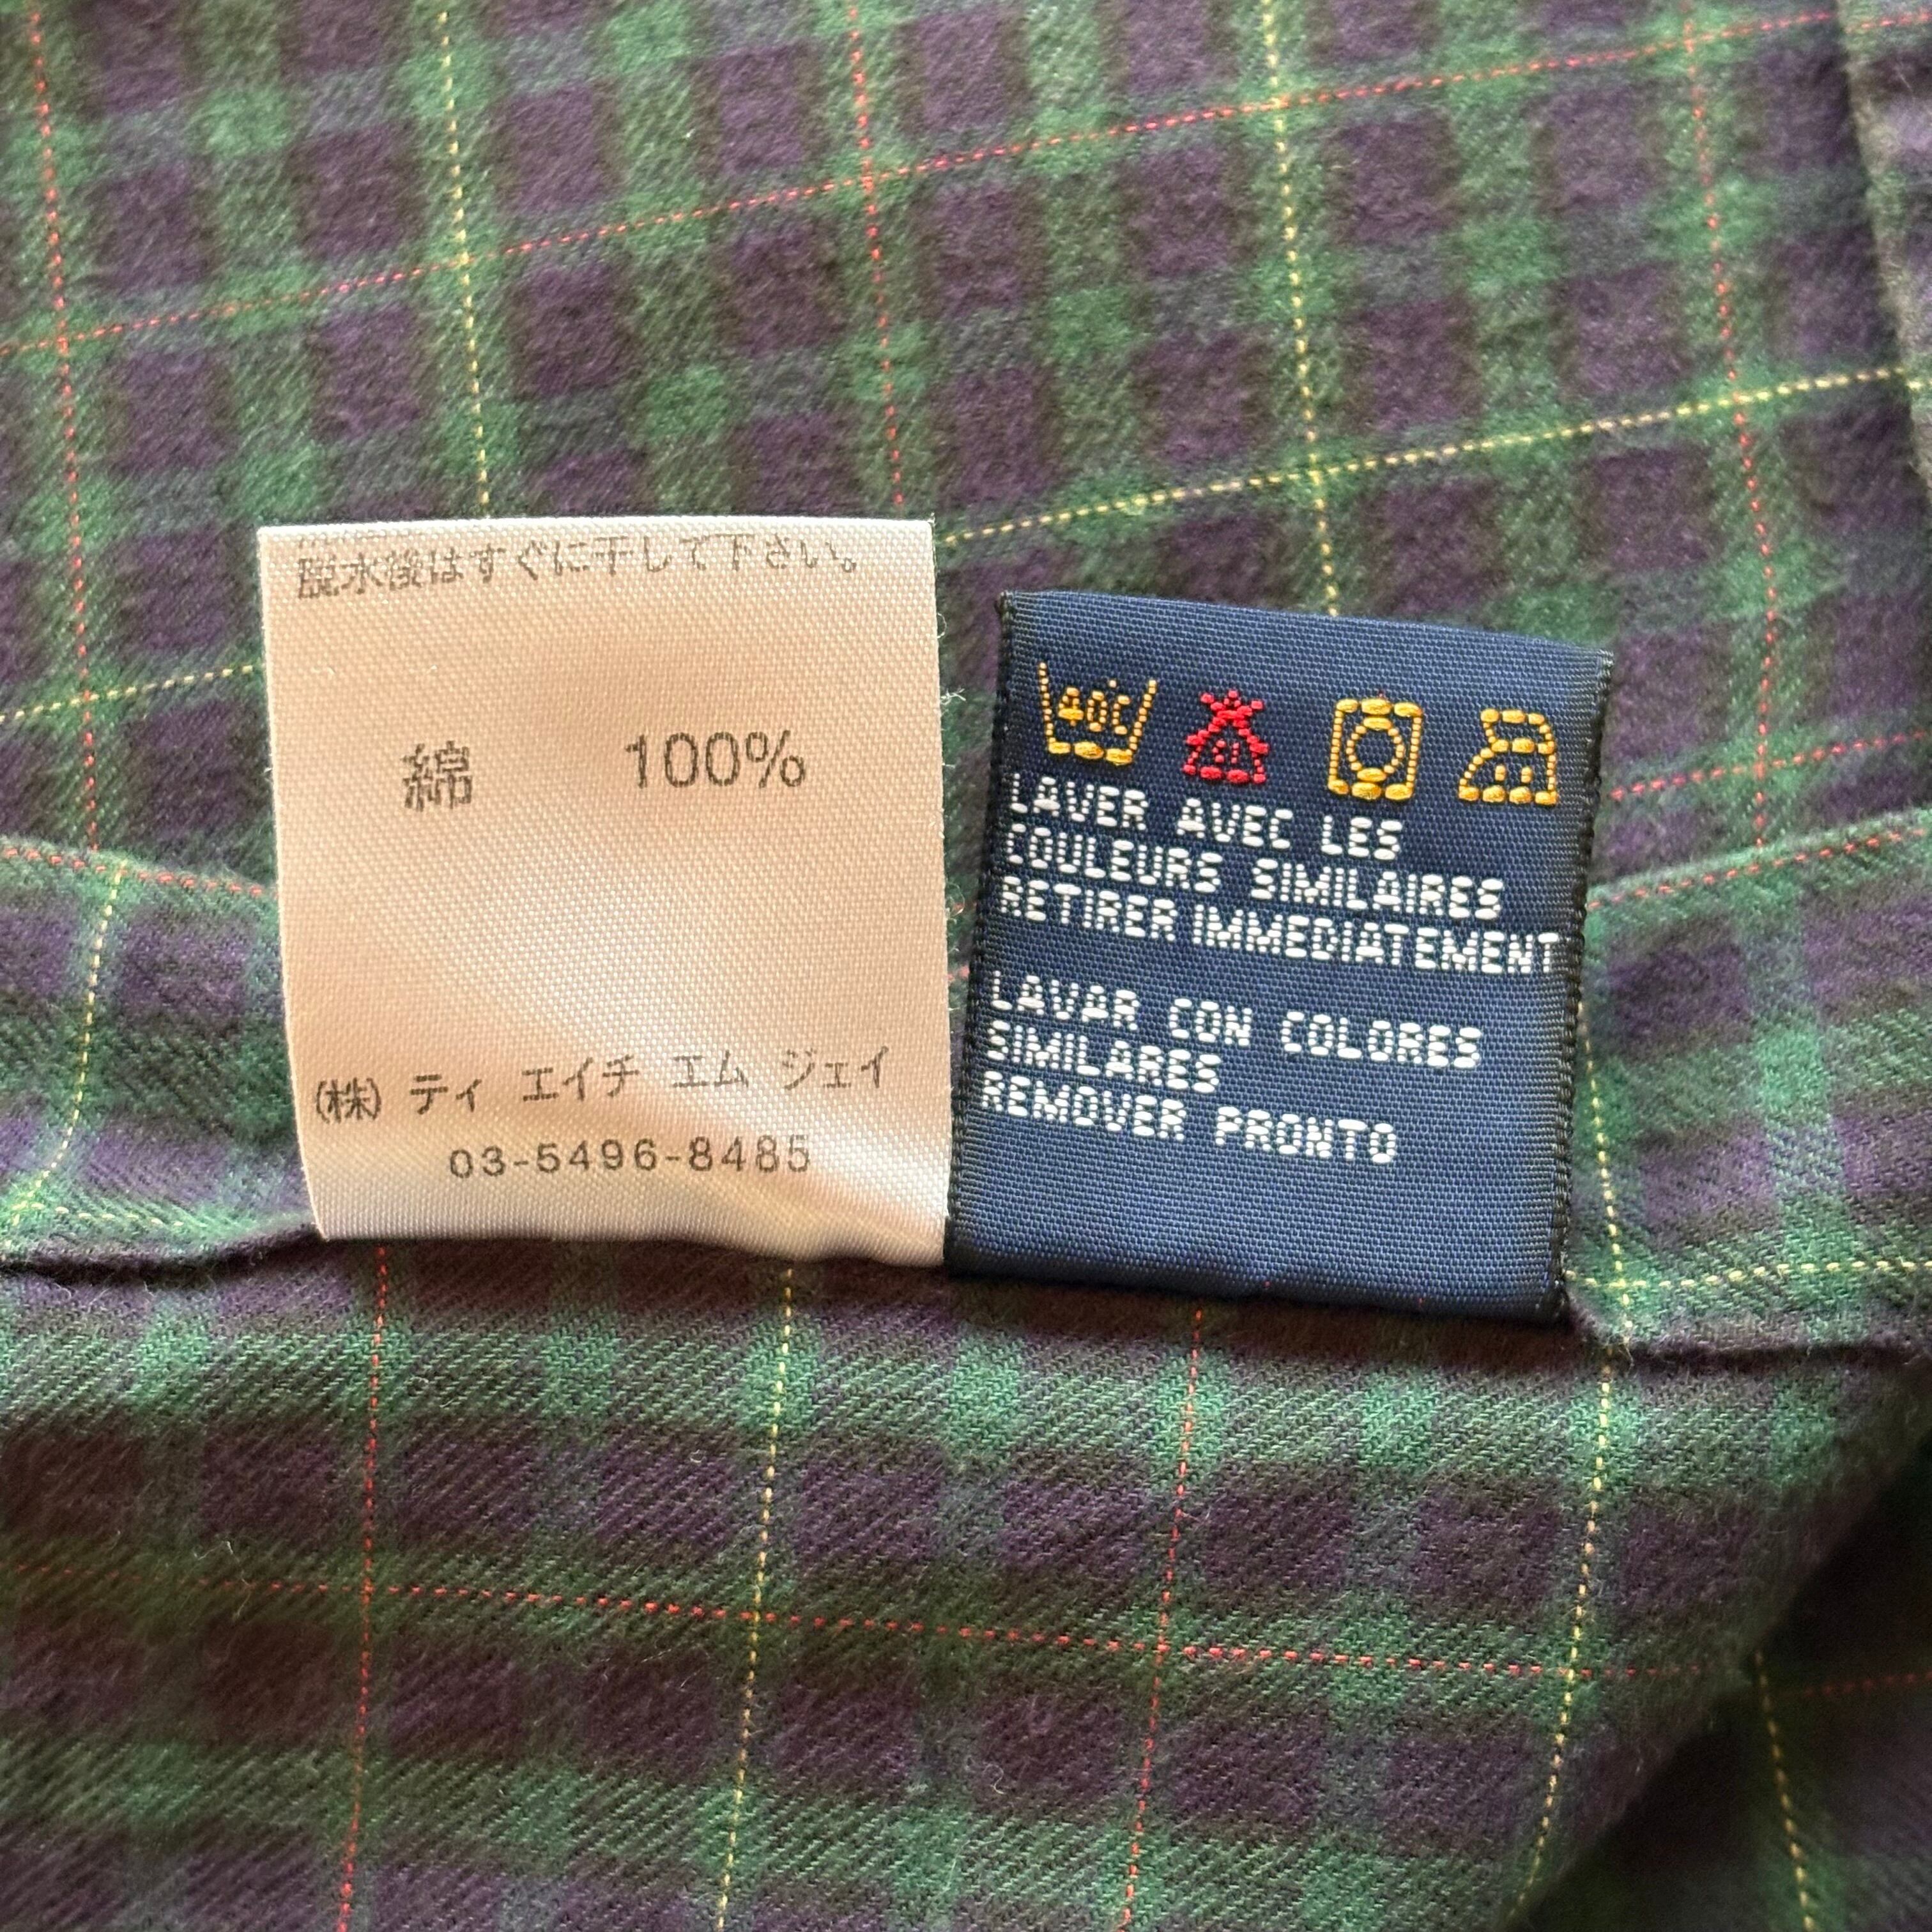 脱水後はすぐに干して下さい。
綿 100%
(株) ティ エイチ エム ジェイ
03-5496-8485
40°C
LAVER AVEC LES
COULEURS SIMILAIRES
RETIRER IMMEDIATEMENT
LAVAR CON COLORES
SIMILARES
REMOVER PRONTO